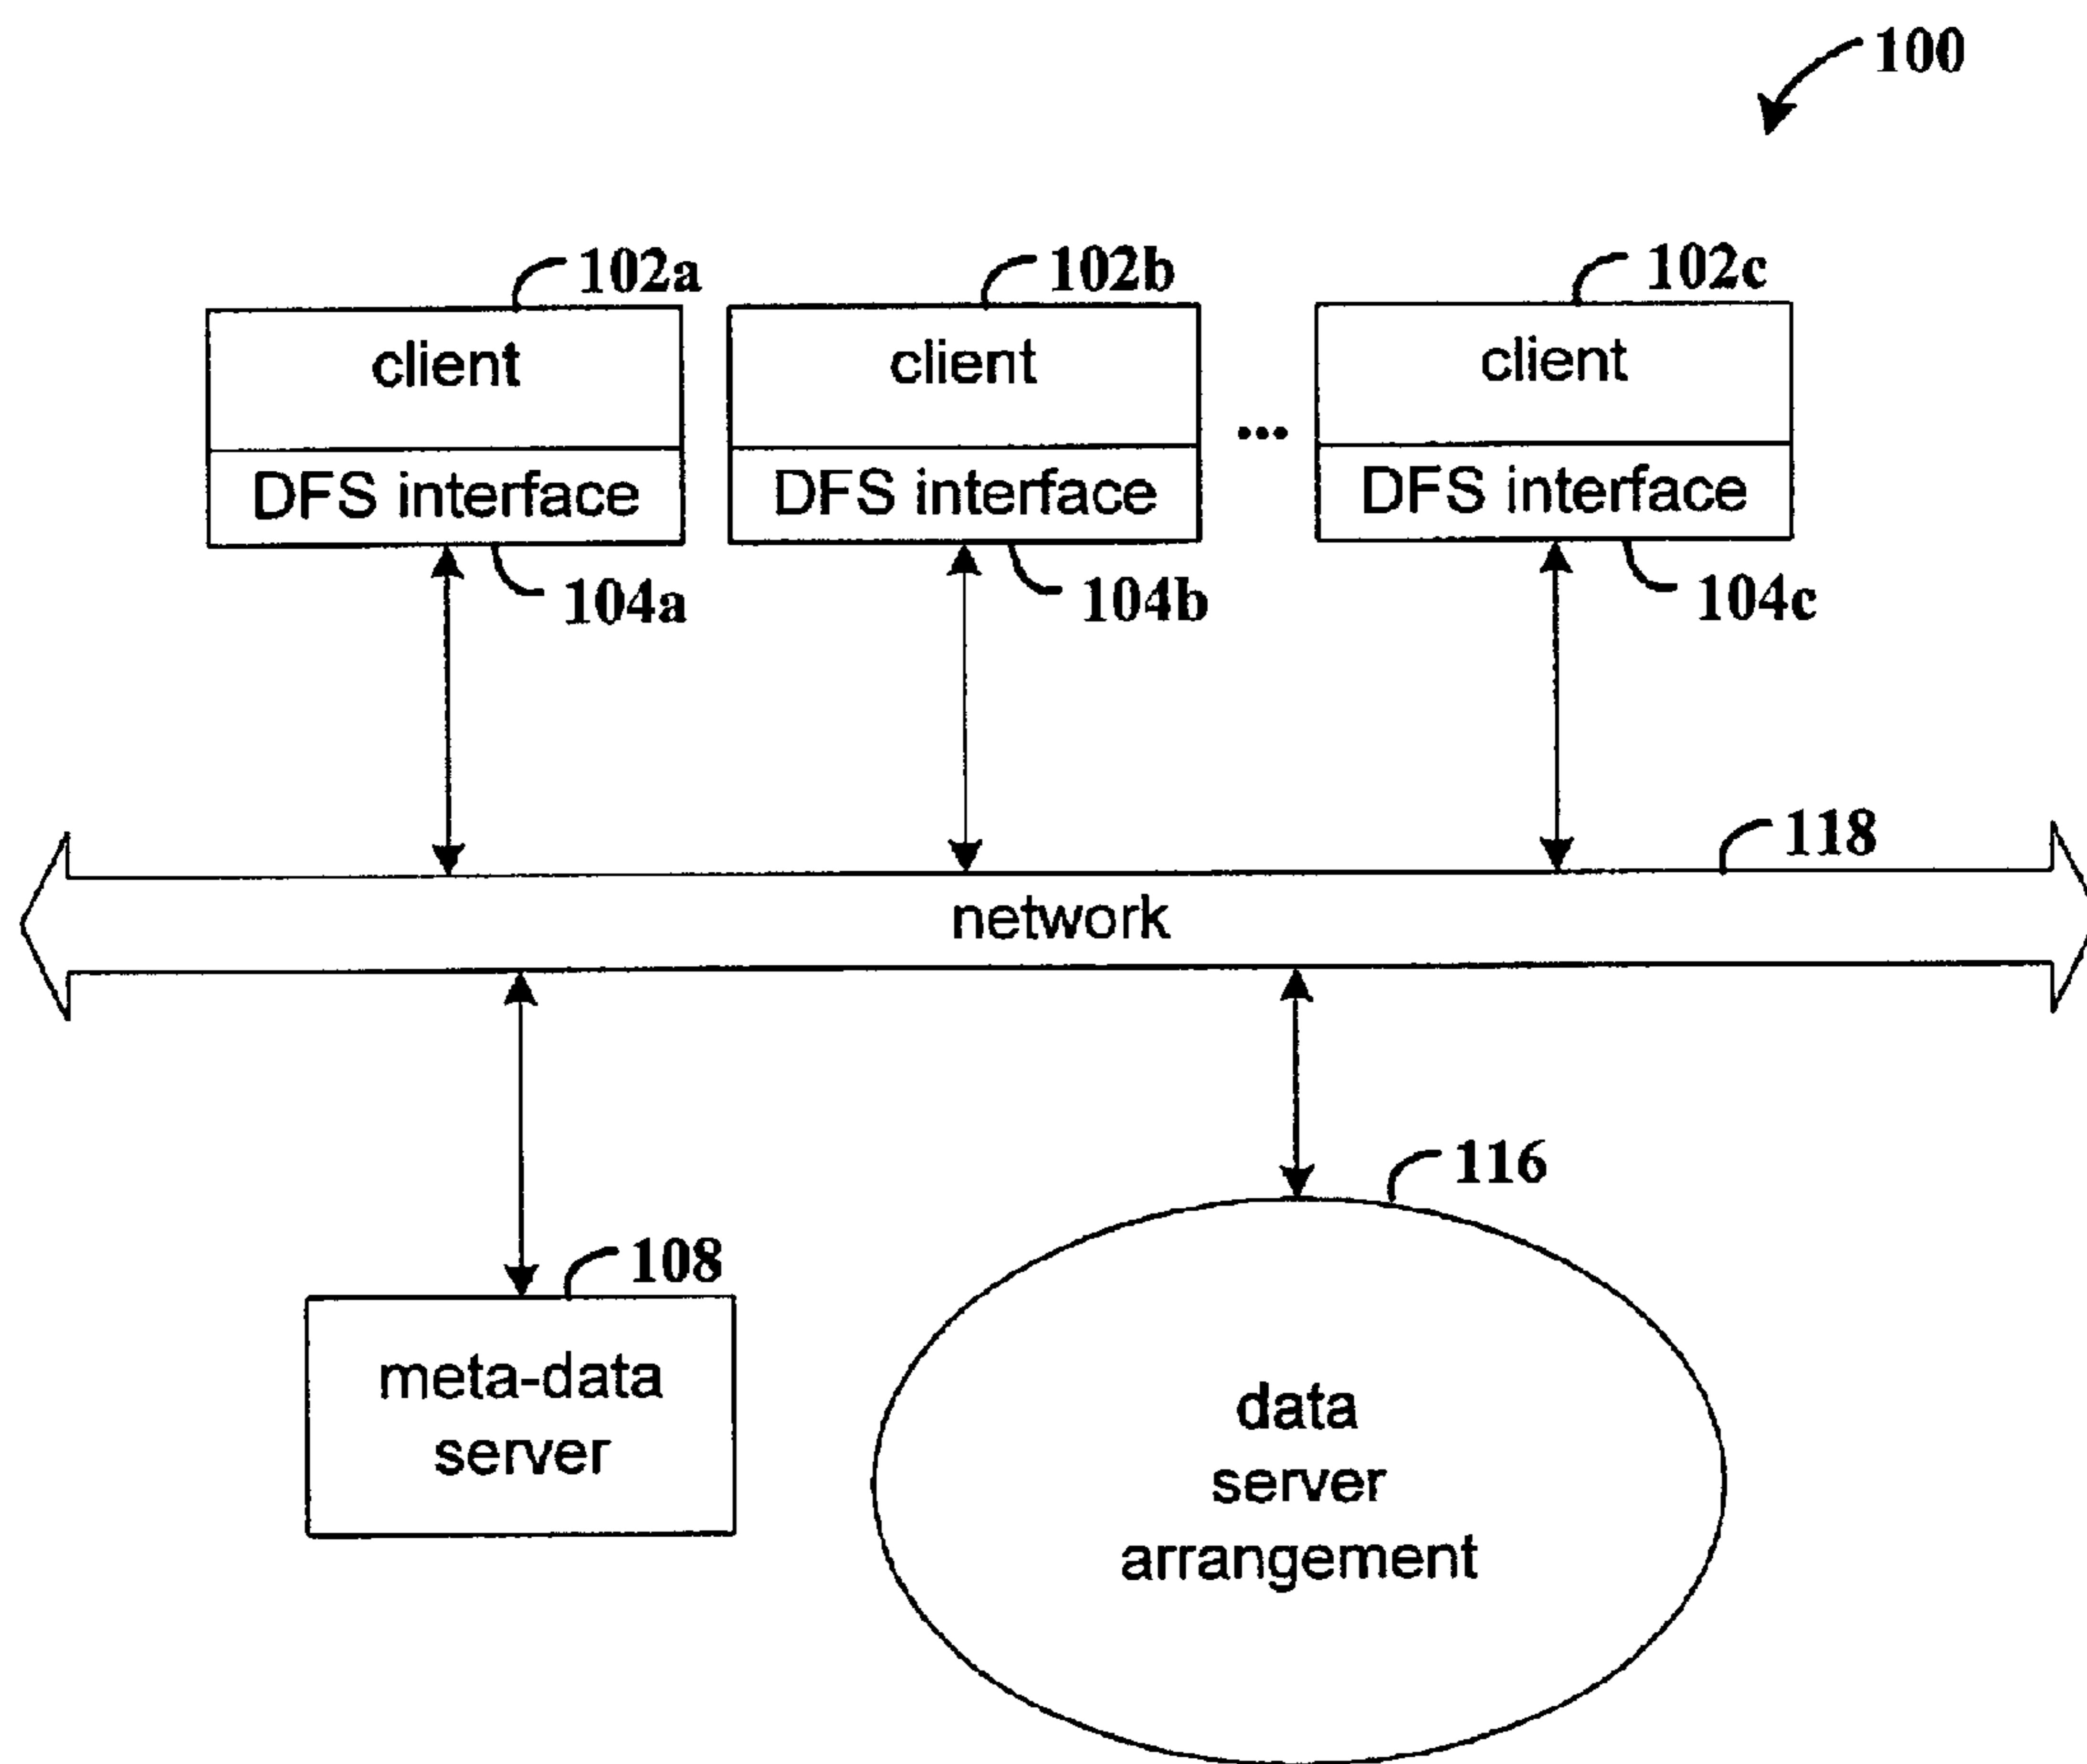 100
102a
102b
102c
client
client
client
...
DFS interface
DFS interface
DFS interface
104a
104b
104c
118
network
116
108
meta-data
server
data
server
arrangement